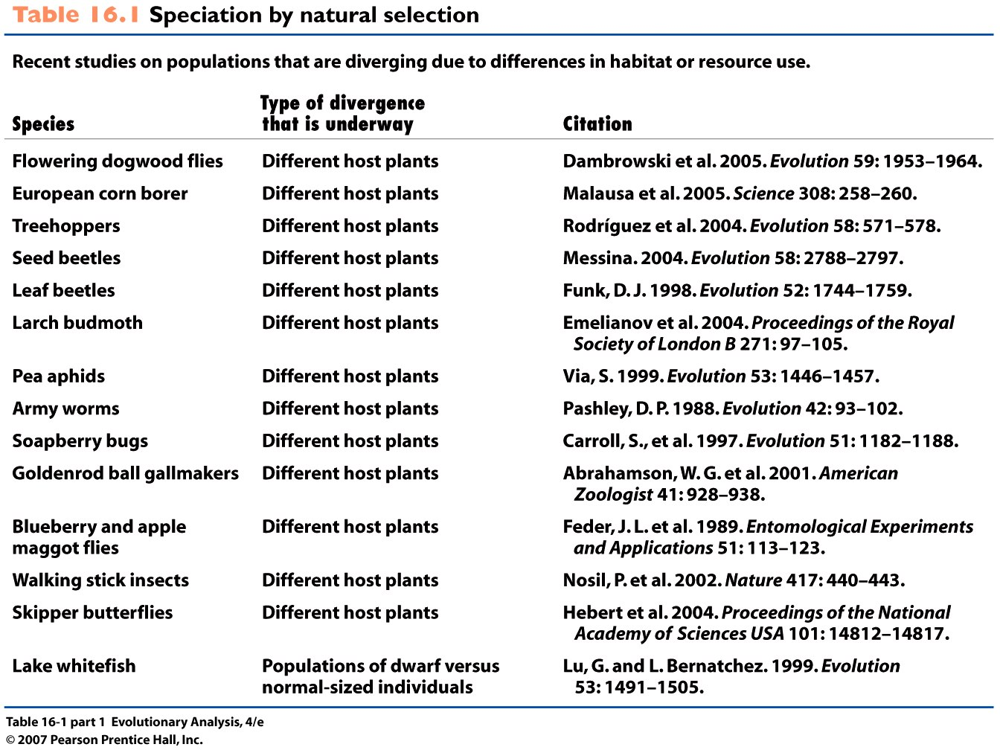 Table 16.1 Speciation by natural selection
Recent studies on populations that are diverging due to differences in habitat or resource use.
Species Type of divergence that is underway Citation
Flowering dogwood flies Different host plants Dambrowski et al. 2005. Evolution 59: 1953–1964.
European corn borer Different host plants Malausa et al. 2005. Science 308: 258–260.
Treehoppers Different host plants Rodríguez et al. 2004. Evolution 58: 571–578.
Seed beetles Different host plants Messina. 2004. Evolution 58: 2788–2797.
Leaf beetles Different host plants Funk, D. J. 1998. Evolution 52: 1744–1759.
Larch budmoth Different host plants Emelianov et al. 2004. Proceedings of the Royal
Society of London B 271: 97–105.
Pea aphids Different host plants Via, S. 1999. Evolution 53: 1446–1457.
Army worms Different host plants Pashley, D. P. 1988. Evolution 42: 93–102.
Soapberry bugs Different host plants Carroll, S., et al. 1997. Evolution 51: 1182–1188.
Goldenrod ball gallmakers Different host plants Abrahamson, W. G. et al. 2001. American
Zoologist 41: 928–938.
Blueberry and apple Different host plants Feder, J. L. et al. 1989. Entomological Experiments
maggot flies and Applications 51: 113–123.
Walking stick insects Different host plants Nosil, P. et al. 2002. Nature 417: 440–443.
Skipper butterflies Different host plants Hebert et al. 2004. Proceedings of the National
Academy of Sciences USA 101: 14812–14817.
Lake whitefish Populations of dwarf versus Lu, G. and L. Bernatchez. 1999. Evolution
normal-sized individuals 53: 1491–1505.
Table 16-1 part 1 Evolutionary Analysis, 4/e
© 2007 Pearson Prentice Hall, Inc.